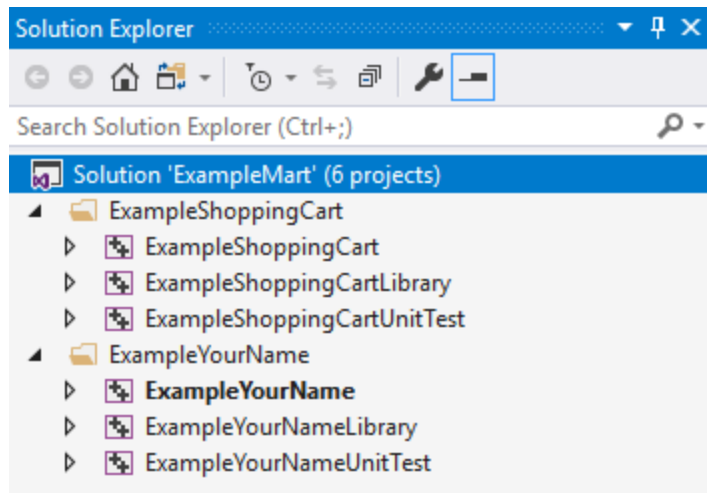 Solution Explorer
Search Solution Explorer (Ctrl+;)
Solution 'ExampleMart' (6 projects)
ExampleShoppingCart
ExampleShoppingCart
ExampleShoppingCartLibrary
ExampleShoppingCartUnitTest
ExampleYourName
ExampleYourName
ExampleYourNameLibrary
ExampleYourNameUnitTest